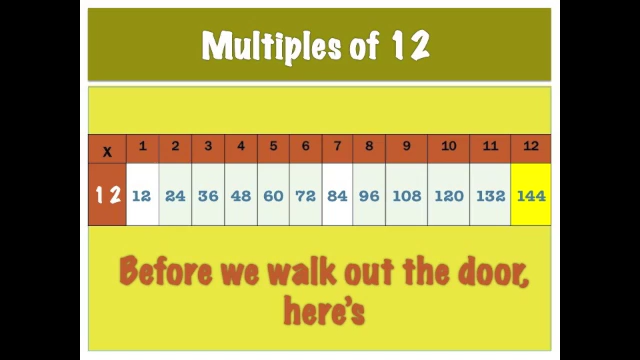 Multiples of 12
x 1 2 3 4 5 6 7 8 9 10 11 12
12 12 24 36 48 60 72 84 96 108 120 132 144
Before we walk out the door,
here's